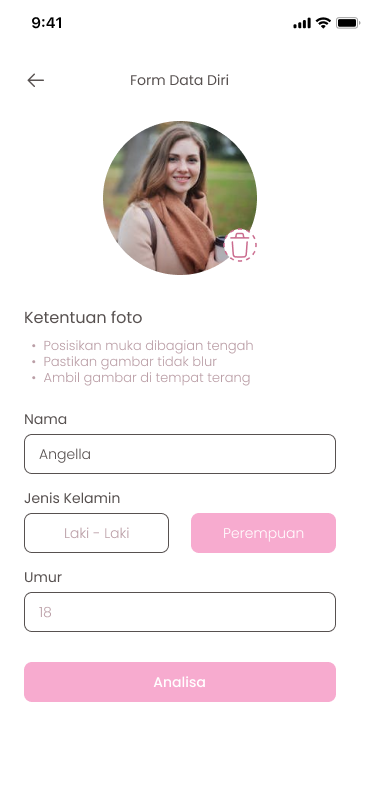 9:41
Form Data Diri
Ketentuan foto
• Posisikan muka dibagian tengah
• Pastikan gambar tidak blur
• Ambil gambar di tempat terang
Nama
Angella
Jenis Kelamin
Laki - Laki
Perempuan
Umur
18
Analisa